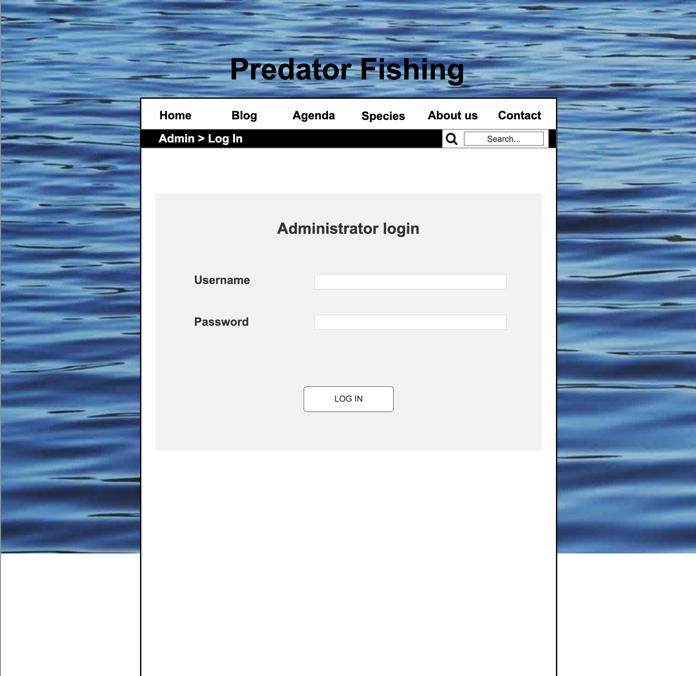 Predator Fishing
Home Blog Agenda Species About us Contact
Admin > Log In Search...
Administrator login
Username
Password
LOG IN